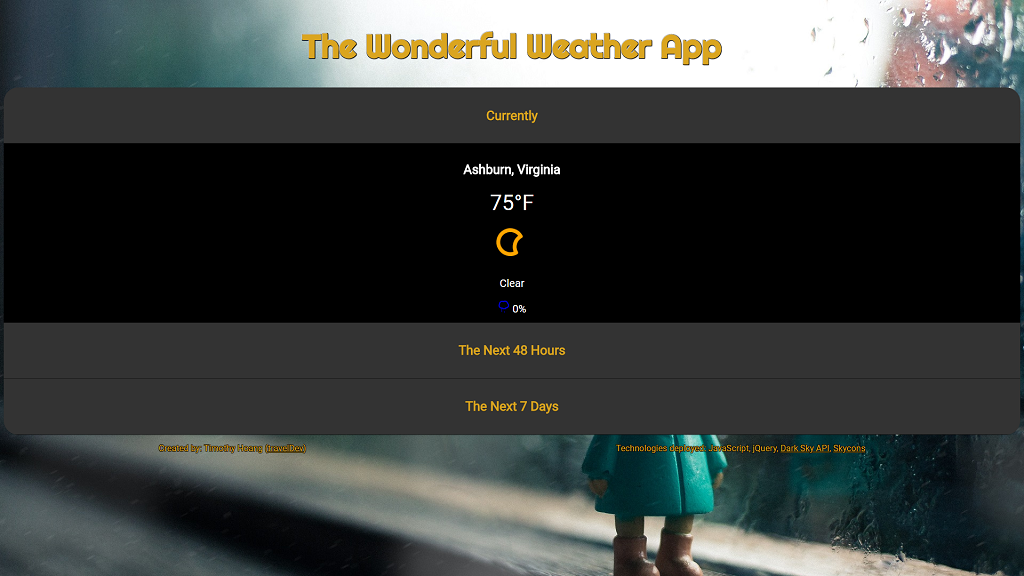 The Wonderful Weather App
Currently
Ashburn, Virginia
75°F
Clear
0%
The Next 48 Hours
The Next 7 Days
Created by: Timothy Hoang (travelDev)
Technologies deployed: JavaScript, jQuery, Dark Sky API, Skycons